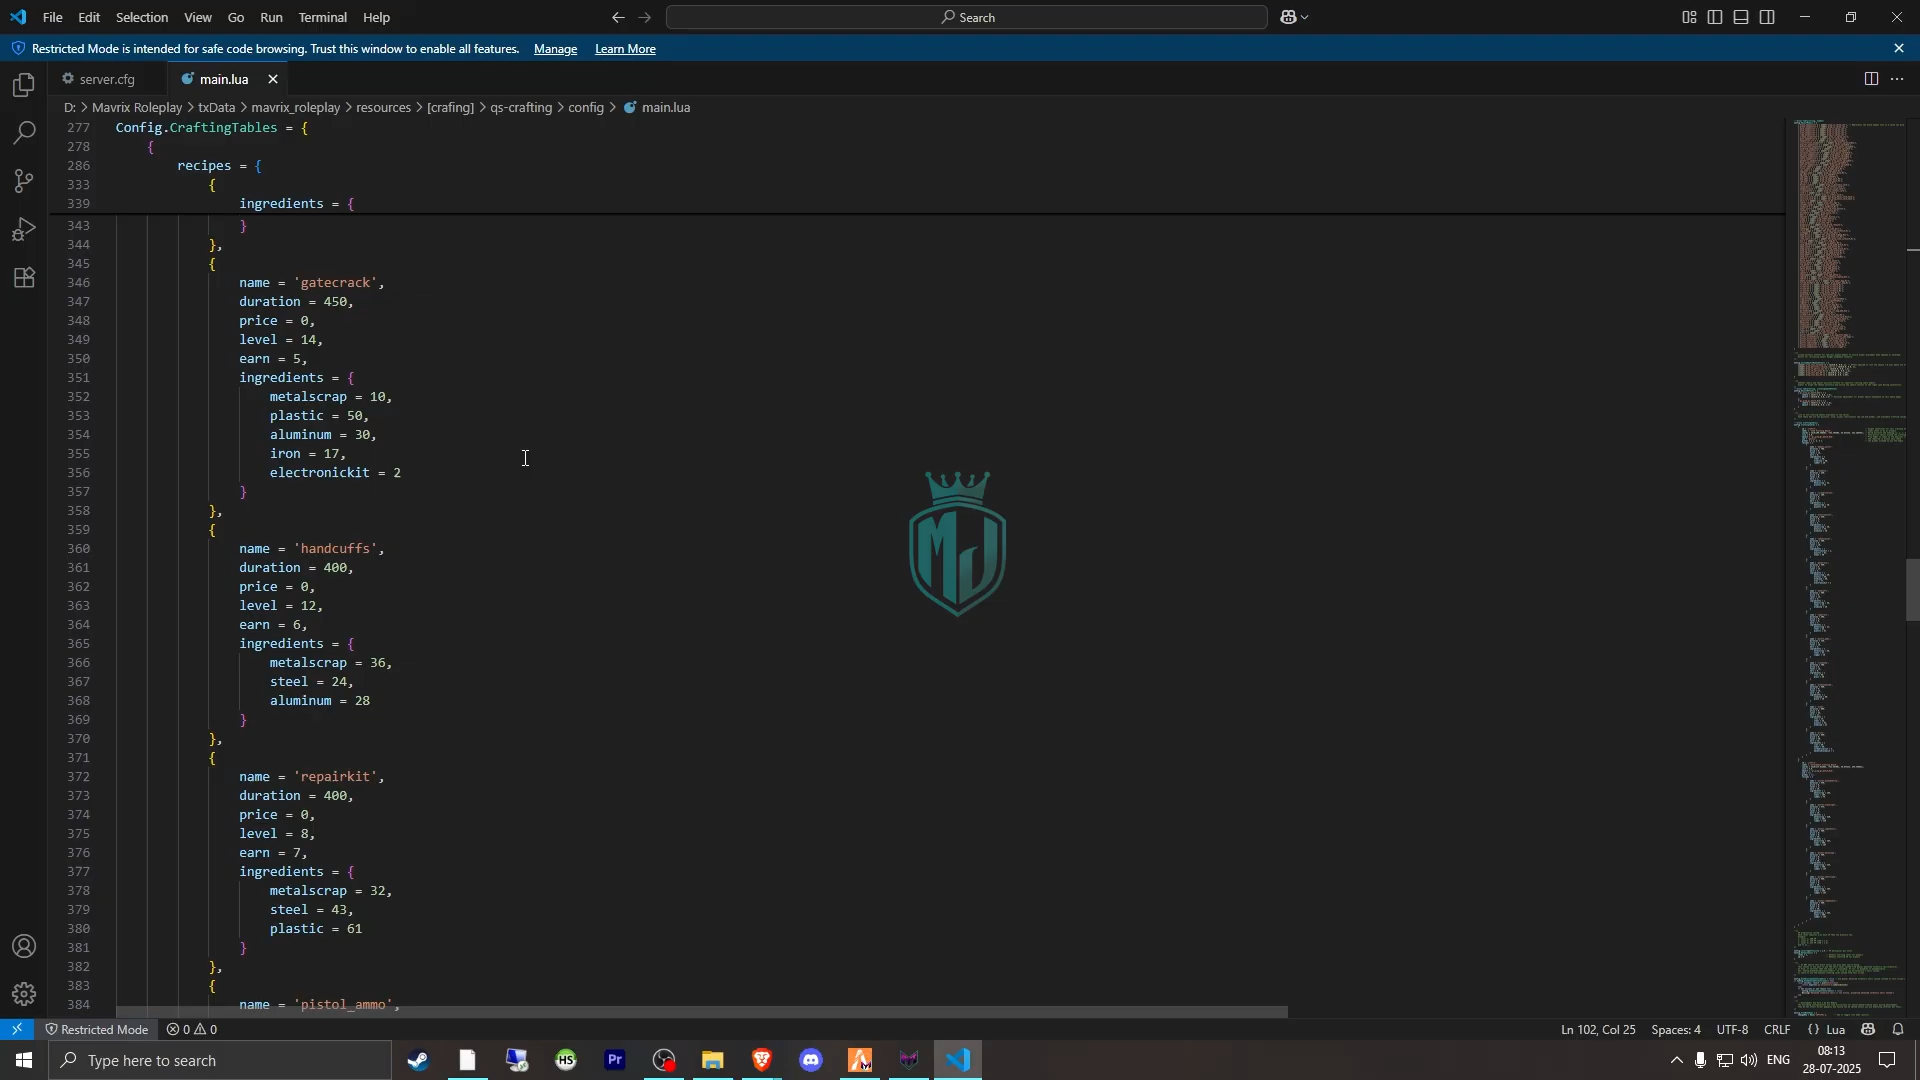 File Edit Selection View Go Run Terminal Help
Search
Restricted Mode is intended for safe code browsing. Trust this window to enable all features. Manage Learn More
server.cfg
main.lua
D: > Mavrix Roleplay > txData > mavrix_roleplay > resources > [crafing] > qs-crafting > config > main.lua
277 Config.CraftingTables = {
278 {
286 recipes = {
333 {
339 ingredients = {
343 }
344 },
345 {
346 name = 'gatecrack',
347 duration = 450,
348 price = 0,
349 level = 14,
350 earn = 5,
351 ingredients = {
352 metalscrap = 10,
353 plastic = 50,
354 aluminum = 30,
355 iron = 17,
356 electronickit = 2
357 }
358 },
359 {
360 name = 'handcuffs',
361 duration = 400,
362 price = 0,
363 level = 12,
364 earn = 6,
365 ingredients = {
366 metalscrap = 36,
367 steel = 24,
368 aluminum = 28
369 }
370 },
371 {
372 name = 'repairkit',
373 duration = 400,
374 price = 0,
375 level = 8,
376 earn = 7,
377 ingredients = {
378 metalscrap = 32,
379 steel = 43,
380 plastic = 61
381 }
382 },
383 {
384 name = 'pistol_ammo',
MJ
Restricted Mode 0 0 Ln 102, Col 25 Spaces: 4 UTF-8 CRLF {} Lua
Type here to search
HS
Pr
ENG
08:13
28-07-2025